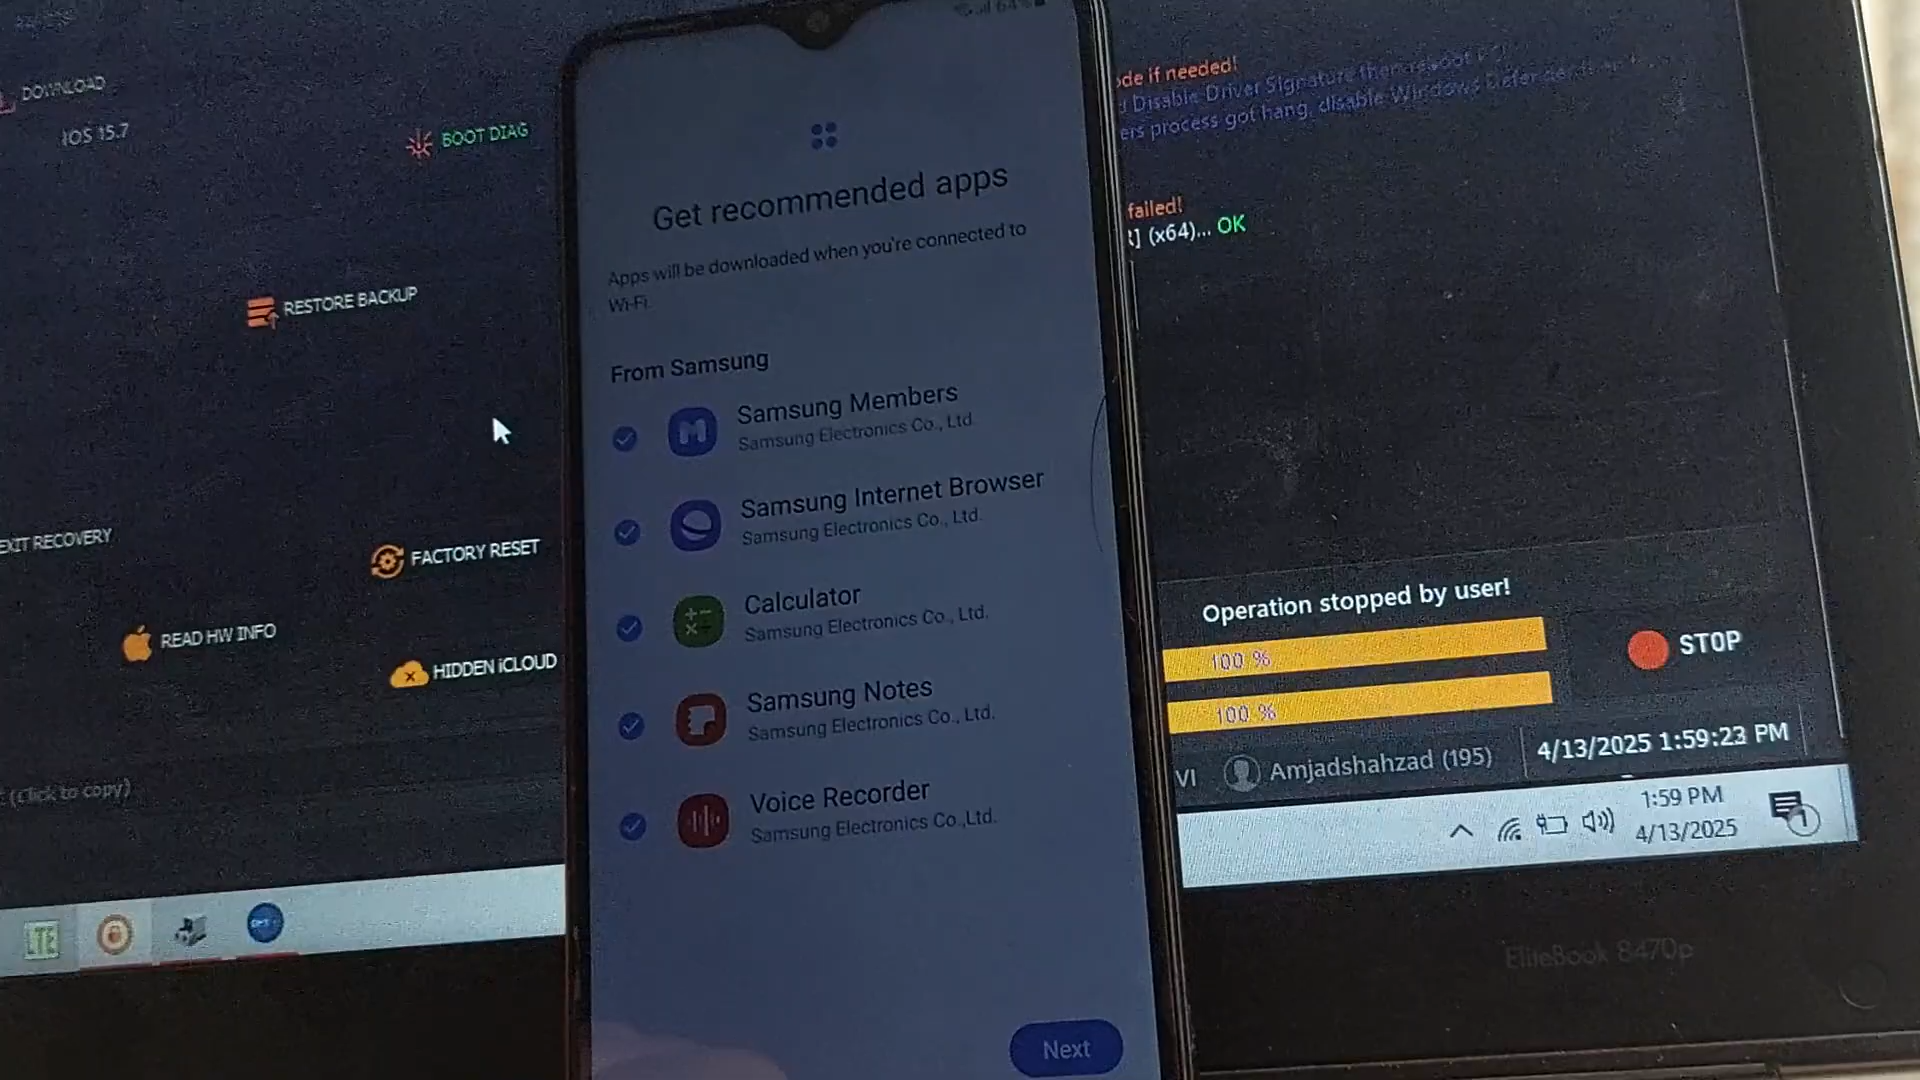 DOWNLOAD
IOS 15.7
BOOT DIAG
RESTORE BACKUP
EXIT RECOVERY
FACTORY RESET
READ HW INFO
HIDDEN iCLOUD
(Click to copy)
LTE
64%
Get recommended apps
Apps will be downloaded when you're connected to
Wi-Fi.
From Samsung
Samsung Members
Samsung Electronics Co., Ltd.
Samsung Internet Browser
Samsung Electronics Co., Ltd.
Calculator
Samsung Electronics Co., Ltd.
Samsung Notes
Samsung Electronics Co., Ltd.
Voice Recorder
Samsung Electronics Co.,Ltd.
Next
ode if needed!
Disable Driver Signature then reboot
ers process got hang, disable Windows Defender
failed!
(x64)... OK
Operation stopped by user!
100 %
STOP
100 %
VI
Amjadshahzad (195)
4/13/2025 1:59:23 PM
1:59 PM
4/13/2025
1
EliteBook 8470p